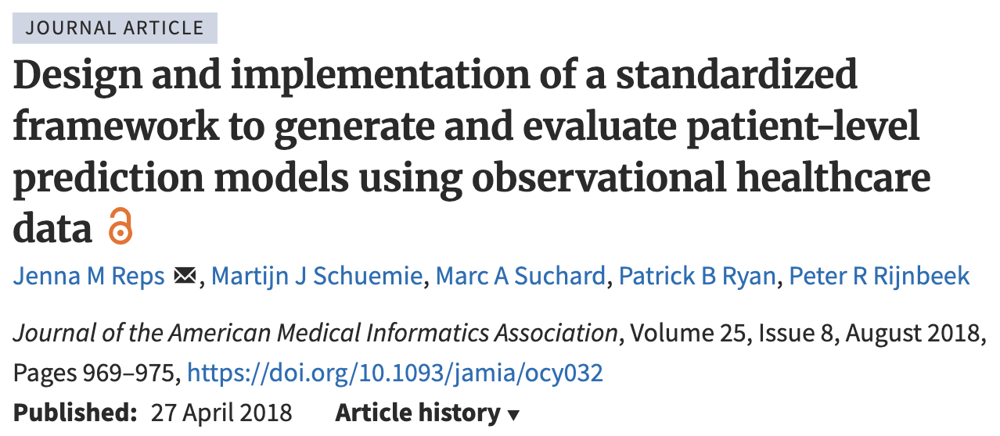 JOURNAL ARTICLE
Design and implementation of a standardized
framework to generate and evaluate patient-level
prediction models using observational healthcare
data
Jenna M Reps, Martijn J Schuemie, Marc A Suchard, Patrick B Ryan, Peter R Rijnbeek
Journal of the American Medical Informatics Association, Volume 25, Issue 8, August 2018,
Pages 969–975, https://doi.org/10.1093/jamia/ocy032
Published: 27 April 2018 Article history ▼